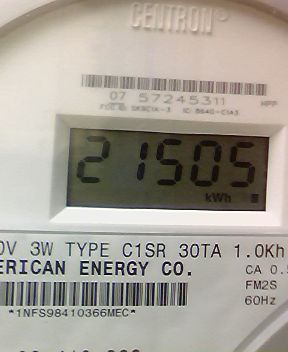 CENTRON®
07 57245311
HPP
21505
kWh
0V 3W TYPE C1SR 30TA 1.0Kh
ERICAN ENERGY CO.
CA 0.5
FM2S
60Hz
*1NFS98410366MEC*